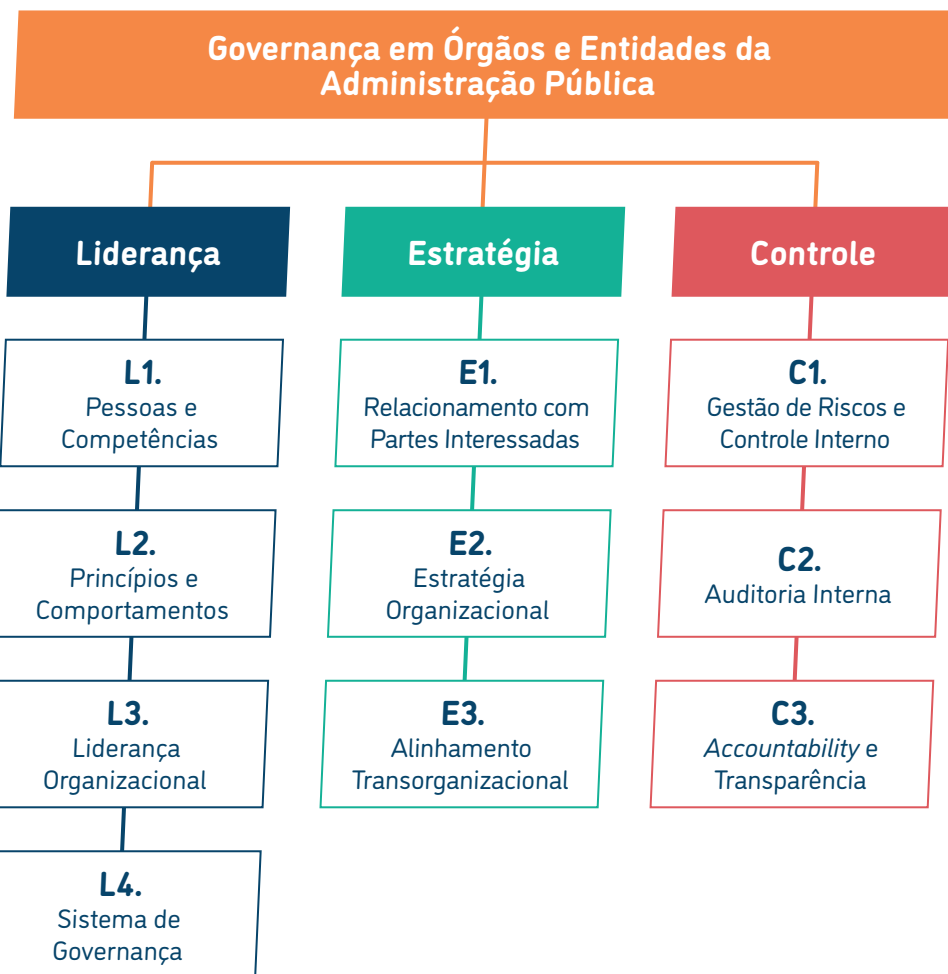 Governança em Órgãos e Entidades da
Administração Pública
Liderança
L1.
Pessoas e
Competências
L2.
Princípios e
Comportamentos
L3.
Liderança
Organizacional
L4.
Sistema de
Governança
Estratégia
E1.
Relacionamento com
Partes Interessadas
E2.
Estratégia
Organizacional
E3.
Alinhamento
Transorganizacional
Controle
C1.
Gestão de Riscos e
Controle Interno
C2.
Auditoria Interna
C3.
Accountability e
Transparência